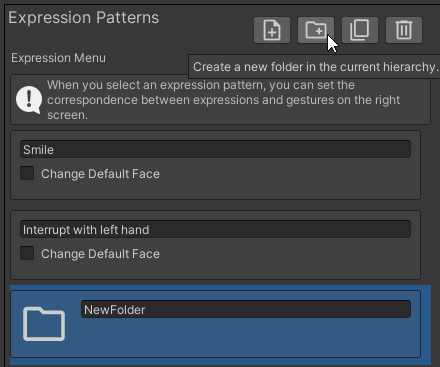 Expression Patterns
Create a new folder in the current hierarchy.
Expression Menu
When you select an expression pattern, you can set the
correspondence between expressions and gestures on the right
screen.
Smile
Change Default Face
Interrupt with left hand
Change Default Face
NewFolder